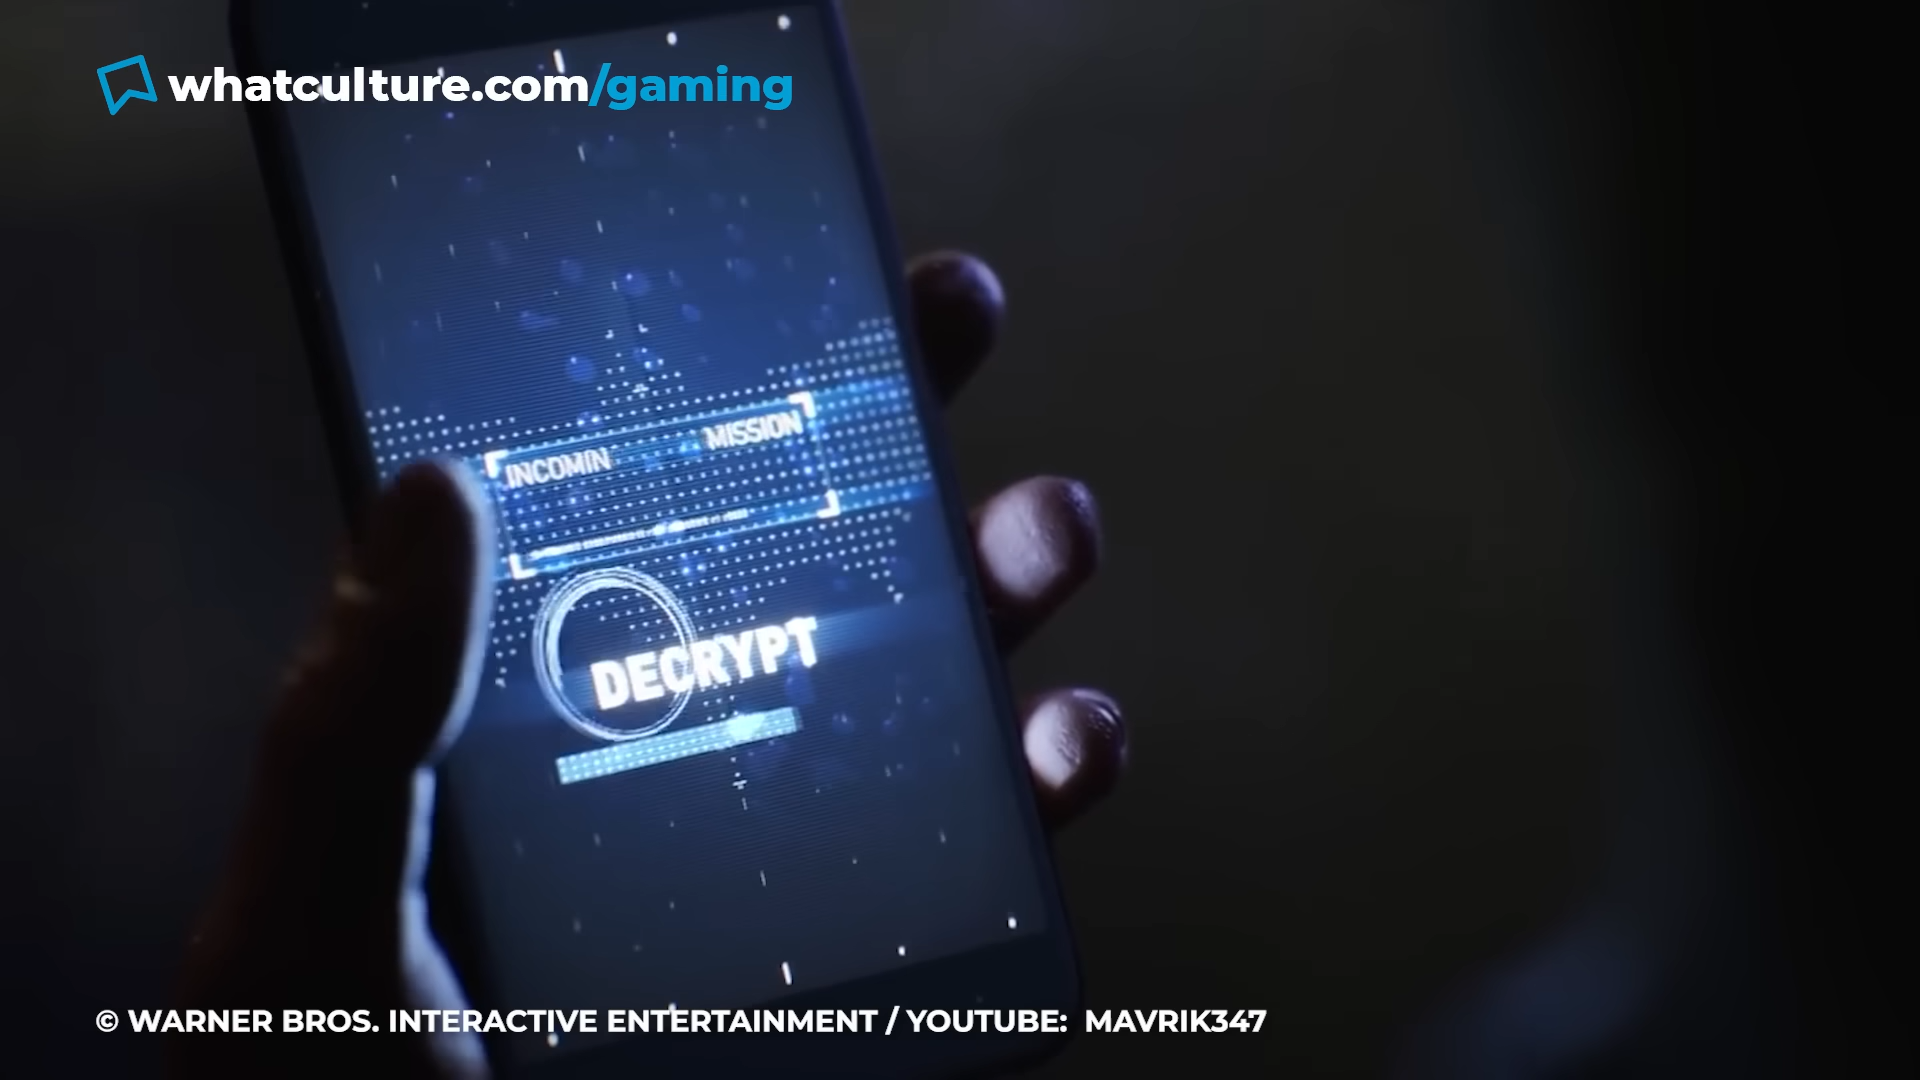 whatculture.com/gaming
INCOMIN MISSION
DECRYPT
© WARNER BROS. INTERACTIVE ENTERTAINMENT / YOUTUBE: MAVRIK347